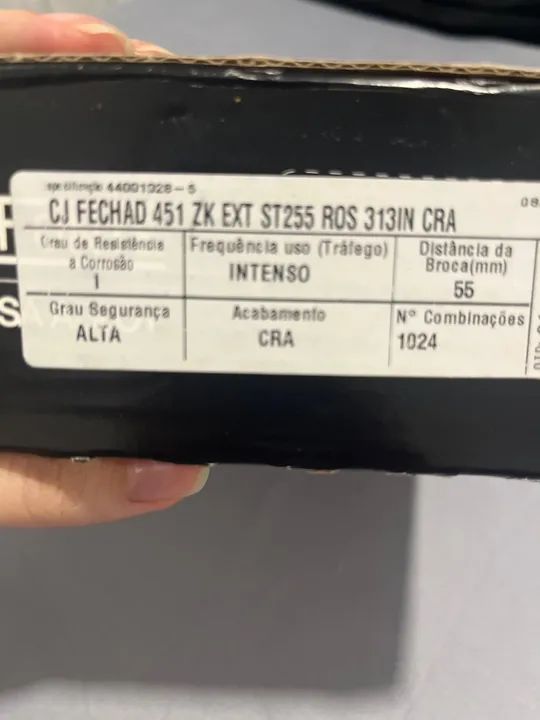 44001028-5
CJ FECHAD 451 ZK EXT ST255 ROS 313IN CRA
Grau de Resistência
a Corrosão
1
Frequência uso (Tráfego)
INTENSO
Distância da
Broca(mm)
55
Grau Segurança
ALTA
Acabamento
CRA
Nº Combinações
1024